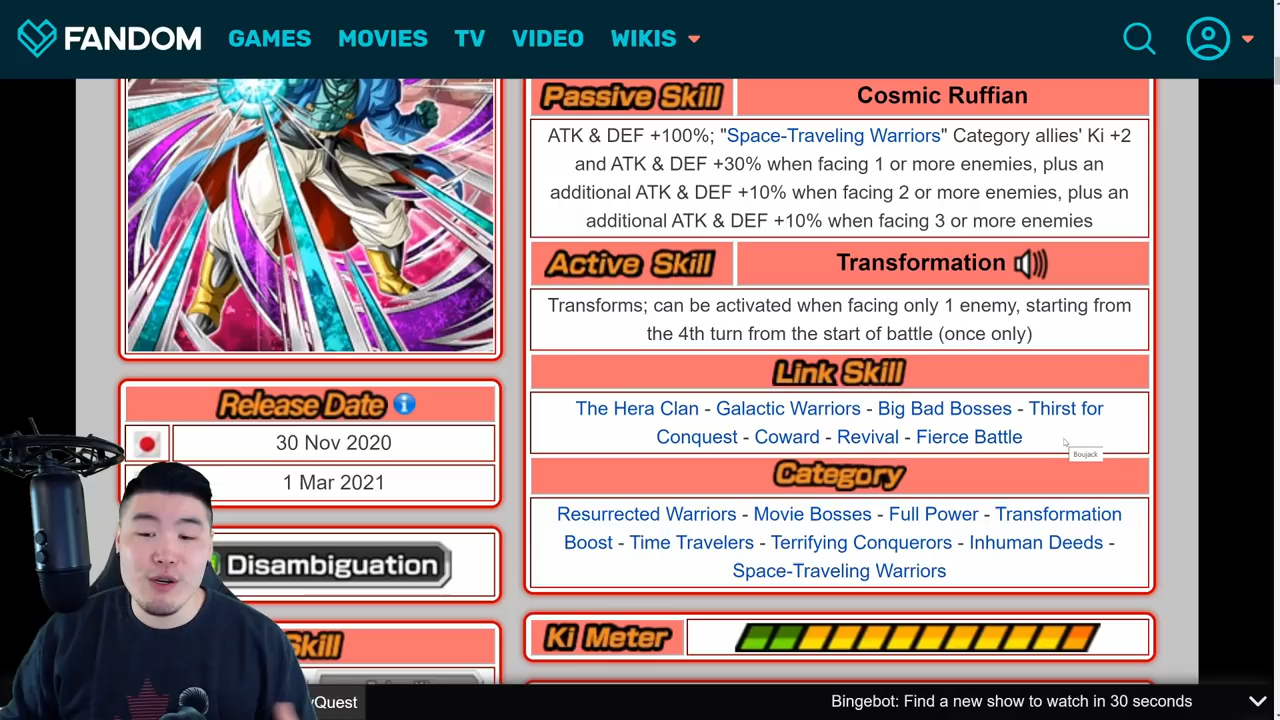 FANDOM GAMES MOVIES TV VIDEO WIKIS
Passive Skill Cosmic Ruffian
ATK & DEF +100%; "Space-Traveling Warriors" Category allies' Ki +2
and ATK & DEF +30% when facing 1 or more enemies, plus an
additional ATK & DEF +10% when facing 2 or more enemies, plus an
additional ATK & DEF +10% when facing 3 or more enemies
Active Skill Transformation
Transforms; can be activated when facing only 1 enemy, starting from
the 4th turn from the start of battle (once only)
Link Skill
The Hera Clan - Galactic Warriors - Big Bad Bosses - Thirst for
Conquest - Coward - Revival - Fierce Battle
Boujack
Category
Resurrected Warriors - Movie Bosses - Full Power - Transformation
Boost - Time Travelers - Terrifying Conquerors - Inhuman Deeds -
Space-Traveling Warriors
Ki Meter
Release Date i
30 Nov 2020
1 Mar 2021
Disambiguation
Skill
Quest
Bingebot: Find a new show to watch in 30 seconds